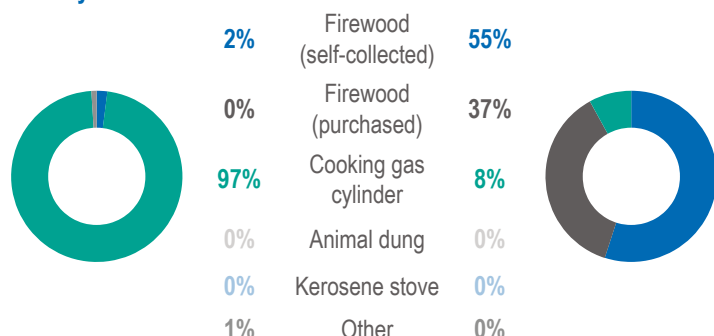 2% Firewood 55%
(self-collected)
0% Firewood 37%
(purchased)
97% Cooking gas 8%
cylinder
0% Animal dung 0%
0% Kerosene stove 0%
1% Other 0%